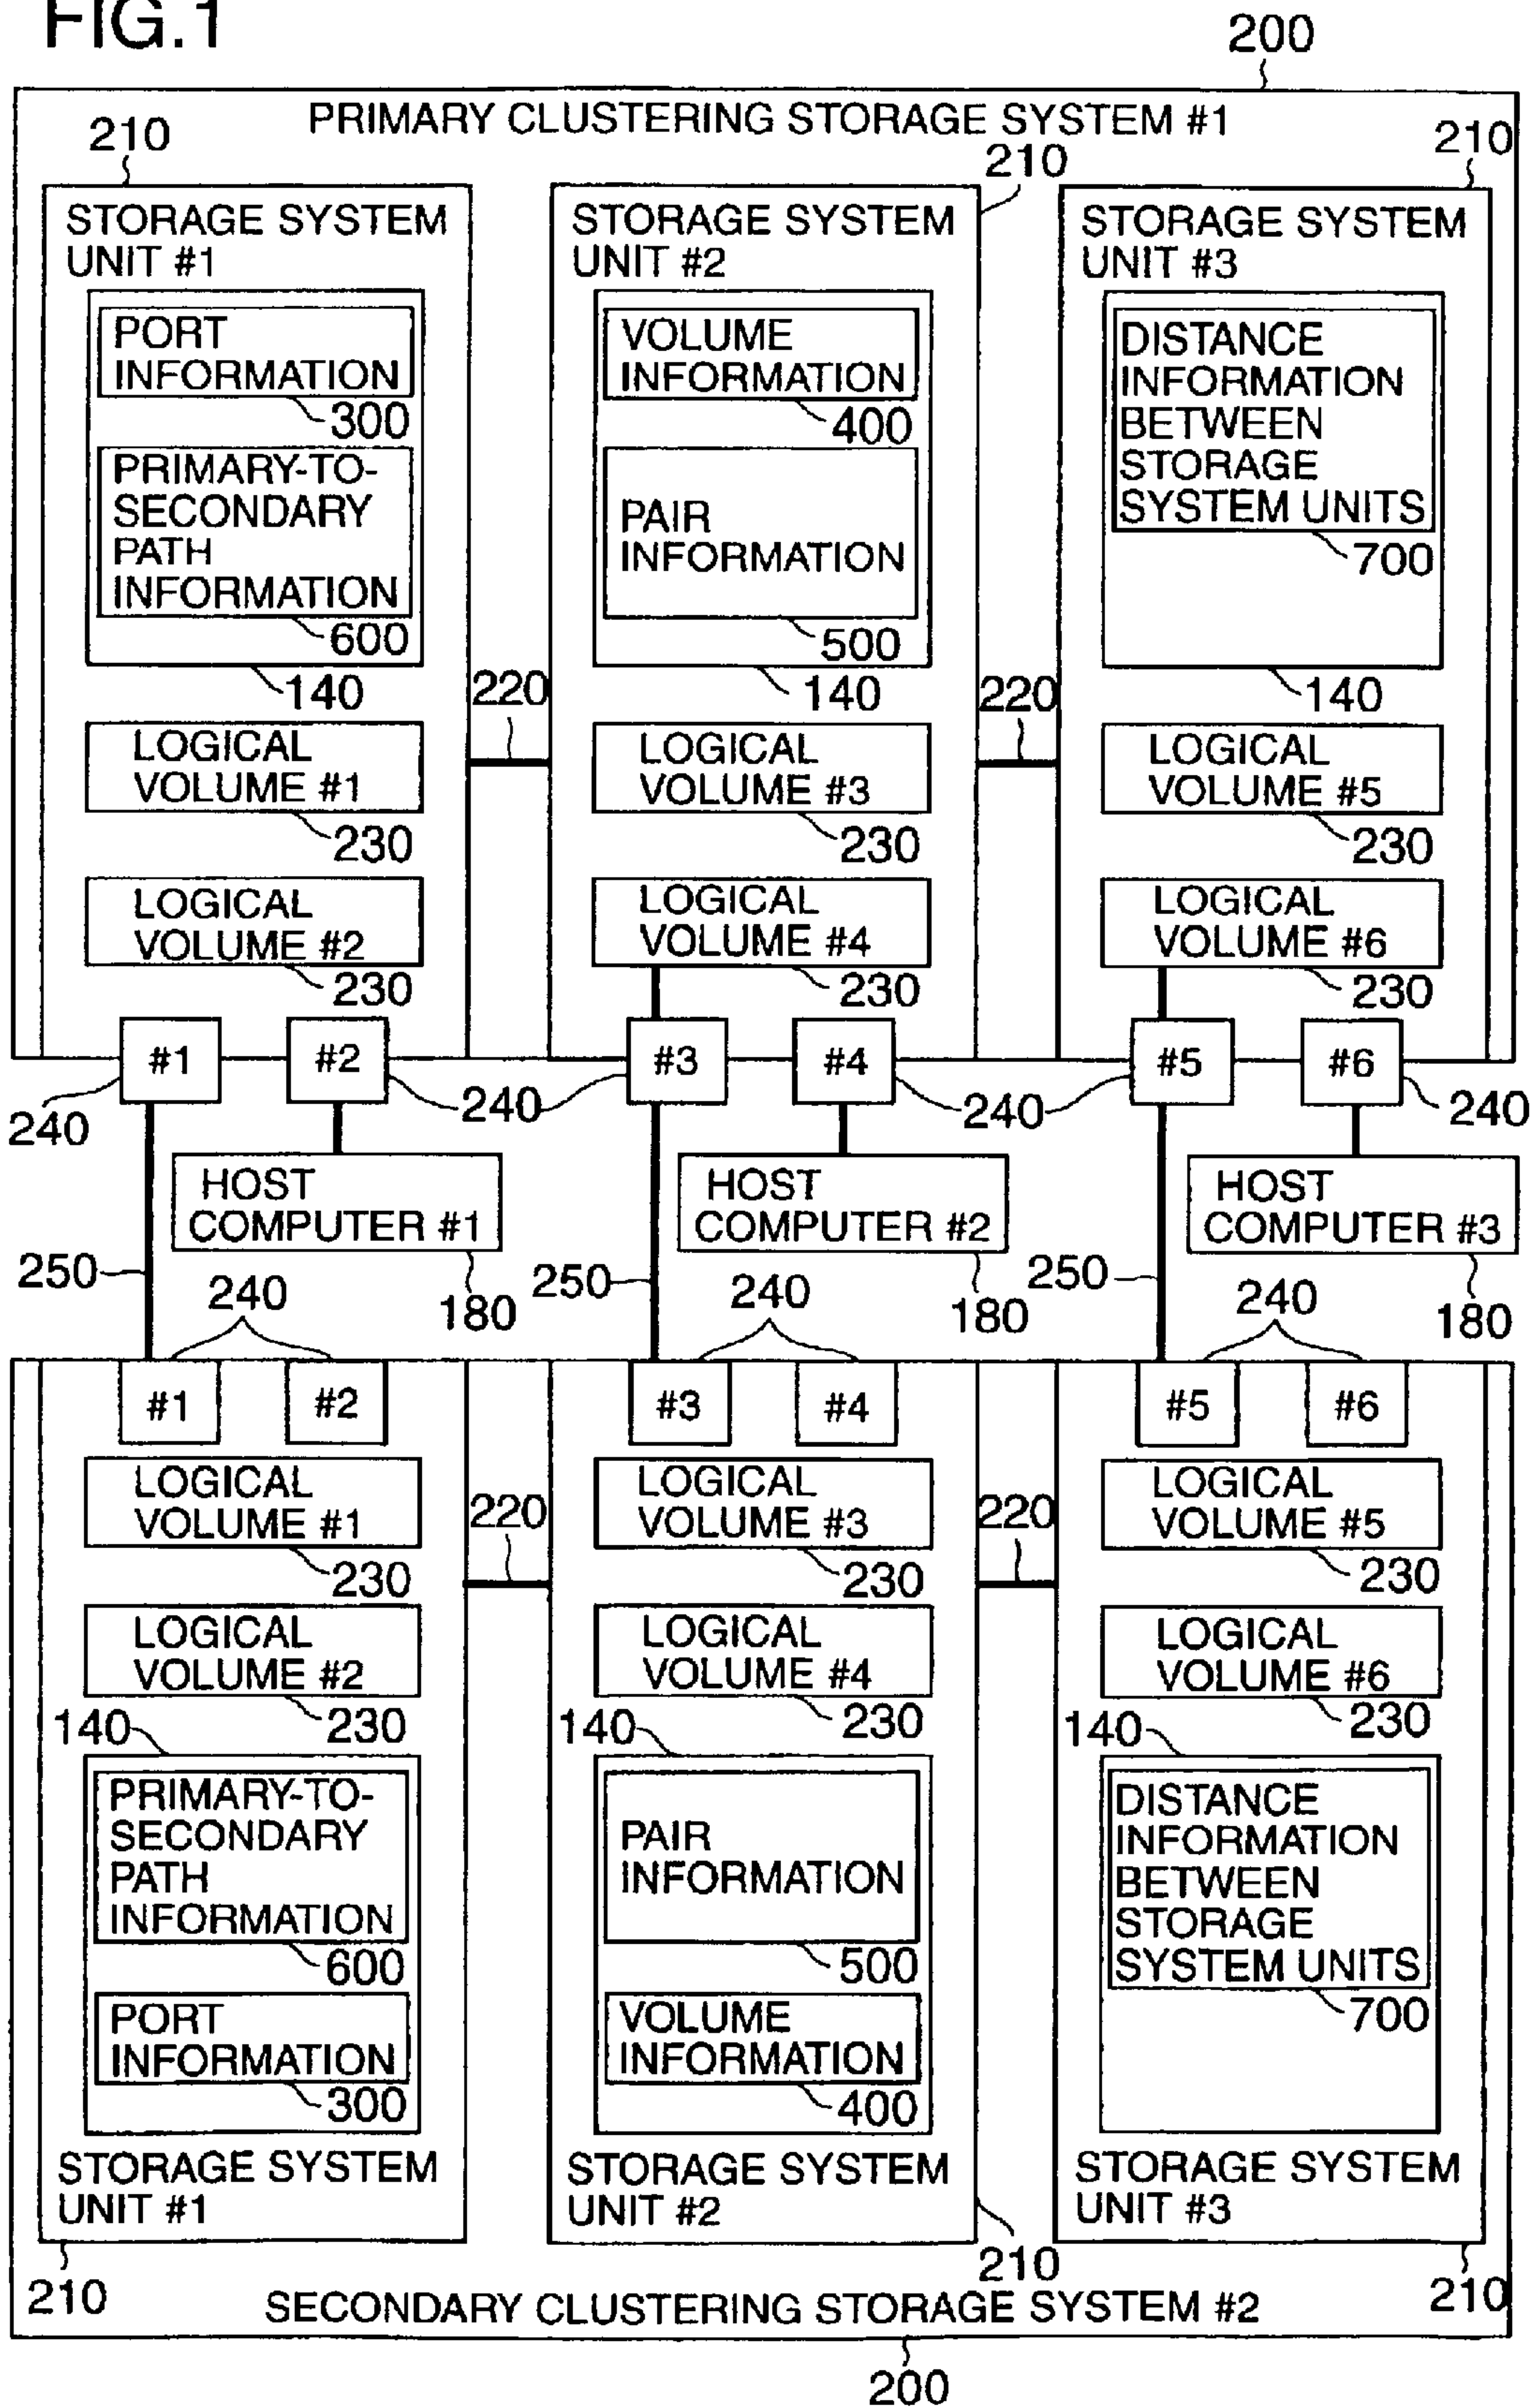 FIG.1
200
PRIMARY CLUSTERING STORAGE SYSTEM #1
210
210
210
STORAGE SYSTEM
UNIT #1
PORT
INFORMATION
300
PRIMARY-TO-
SECONDARY
PATH
INFORMATION
600
140
LOGICAL
VOLUME #1
230
LOGICAL
VOLUME #2
230
220
STORAGE SYSTEM
UNIT #2
VOLUME
INFORMATION
400
PAIR
INFORMATION
500
140
LOGICAL
VOLUME #3
230
LOGICAL
VOLUME #4
230
220
STORAGE SYSTEM
UNIT #3
DISTANCE
INFORMATION
BETWEEN
STORAGE
SYSTEM UNITS
700
140
LOGICAL
VOLUME #5
230
LOGICAL
VOLUME #6
230
#1
#2
#3
#4
#5
#6
240
240
240
240
HOST
COMPUTER #1
180
HOST
COMPUTER #2
180
HOST
COMPUTER #3
180
250
250
250
240
240
240
#1
#2
#3
#4
#5
#6
LOGICAL
VOLUME #1
230
LOGICAL
VOLUME #2
230
140
PRIMARY-TO-
SECONDARY
PATH
INFORMATION
600
PORT
INFORMATION
300
STORAGE SYSTEM
UNIT #1
210
220
LOGICAL
VOLUME #3
230
LOGICAL
VOLUME #4
230
140
PAIR
INFORMATION
500
VOLUME
INFORMATION
400
STORAGE SYSTEM
UNIT #2
210
220
LOGICAL
VOLUME #5
230
LOGICAL
VOLUME #6
230
140
DISTANCE
INFORMATION
BETWEEN
STORAGE
SYSTEM UNITS
700
STORAGE SYSTEM
UNIT #3
210
SECONDARY CLUSTERING STORAGE SYSTEM #2
200